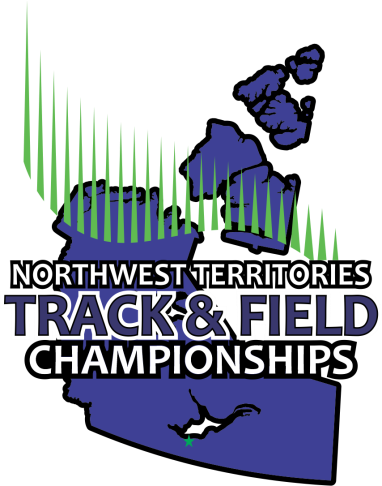 NORTHWEST TERRITORIES
TRACK & FIELD
CHAMPIONSHIPS